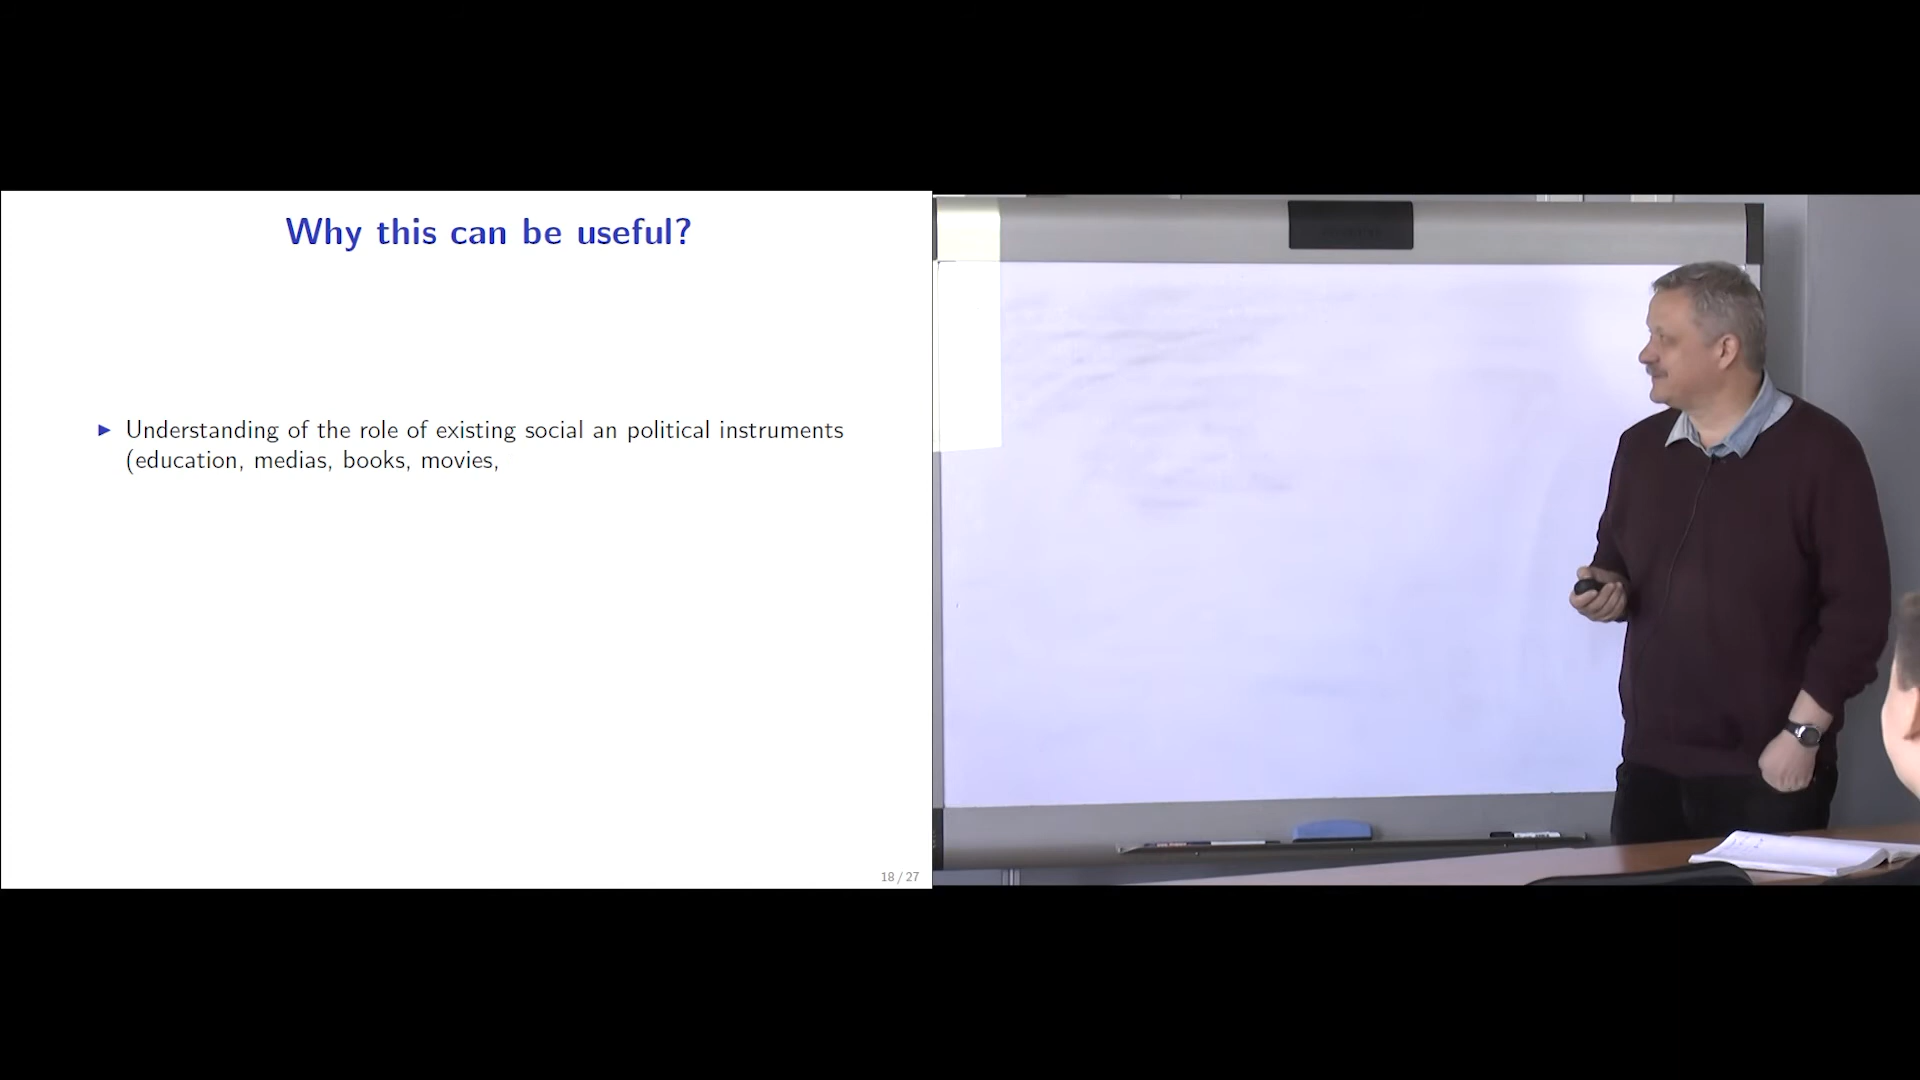 Why this can be useful?
▶ Understanding of the role of existing social an political instruments
(education, medias, books, movies,
18 / 27